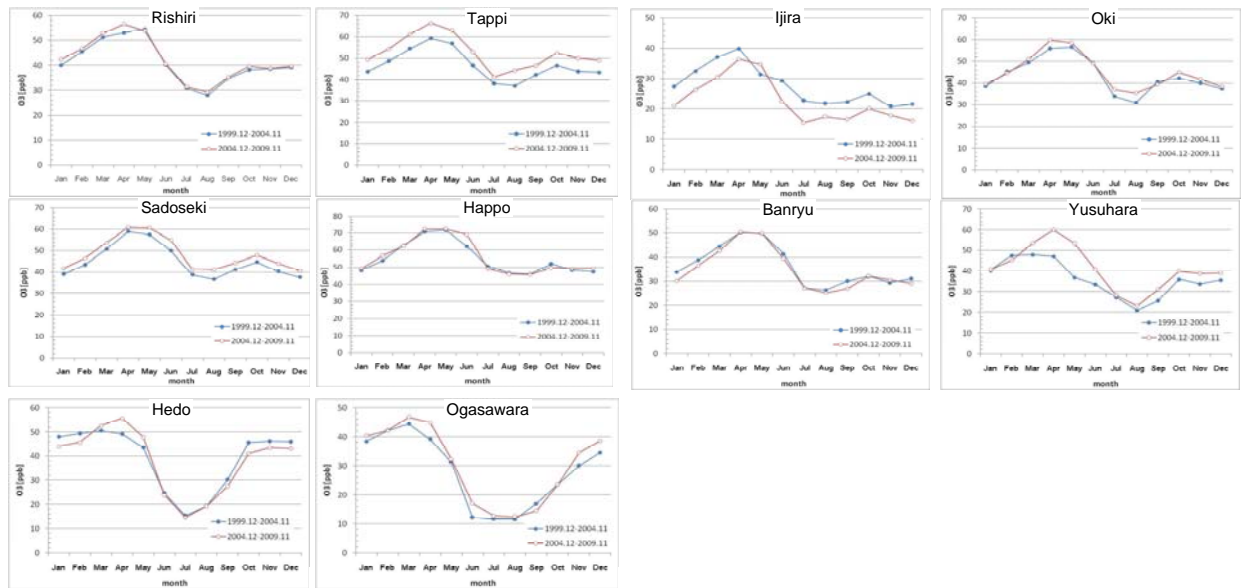 Rishiri
60
50
40
30
20
10
0
O3[ppb]
1999.12-2004.11
2004.12-2009.11
Jan Feb Mar Apr May Jun Jul Aug Sep Oct Nov Dec
month
Tappi
70
60
50
40
30
20
10
0
O3[ppb]
1999.12-2004.11
2004.12-2009.11
Jan Feb Mar Apr May Jun Jul Aug Sep Oct Nov Dec
month
Ijira
50
40
30
20
10
0
O3[ppb]
1999.12-2004.11
2004.12-2009.11
Jan Feb Mar Apr May Jun Jul Aug Sep Oct Nov Dec
month
Oki
70
60
50
40
30
20
10
0
O3[ppb]
1999.12-2004.11
2004.12-2009.11
Jan Feb Mar Apr May Jun Jul Aug Sep Oct Nov Dec
month
Sadoseki
70
60
50
40
30
20
10
0
O3[ppb]
1999.12-2004.11
2004.12-2009.11
Jan Feb Mar Apr May Jun Jul Aug Sep Oct Nov Dec
month
Happo
80
70
60
50
40
30
20
10
0
O3[ppb]
1999.12-2004.11
2004.12-2009.11
Jan Feb Mar Apr May Jun Jul Aug Sep Oct Nov Dec
month
Banryu
60
50
40
30
20
10
0
O3[ppb]
1999.12-2004.11
2004.12-2009.11
Jan Feb Mar Apr May Jun Jul Aug Sep Oct Nov Dec
month
Yusuhara
70
60
50
40
30
20
10
0
O3[ppb]
1999.12-2004.11
2004.12-2009.11
Jan Feb Mar Apr May Jun Jul Aug Sep Oct Nov Dec
month
Hedo
60
50
40
30
20
10
0
O3[ppb]
1999.12-2004.11
2004.12-2009.11
Jan Feb Mar Apr May Jun Jul Aug Sep Oct Nov Dec
month
Ogasawara
50
40
30
20
10
0
O3[ppb]
1999.12-2004.11
2004.12-2009.11
Jan Feb Mar Apr May Jun Jul Aug Sep Oct Nov Dec
month